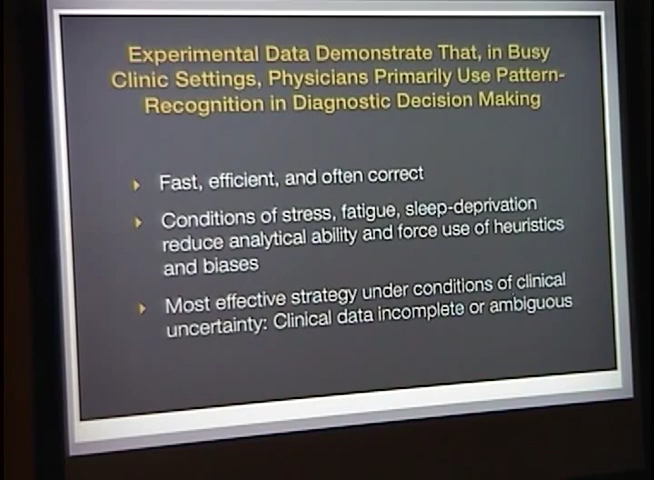 Experimental Data Demonstrate That, in Busy
Clinic Settings, Physicians Primarily Use Pattern-
Recognition in Diagnostic Decision Making
Fast, efficient, and often correct
Conditions of stress, fatigue, sleep-deprivation
reduce analytical ability and force use of heuristics
and biases
Most effective strategy under conditions of clinical
uncertainty: Clinical data incomplete or ambiguous